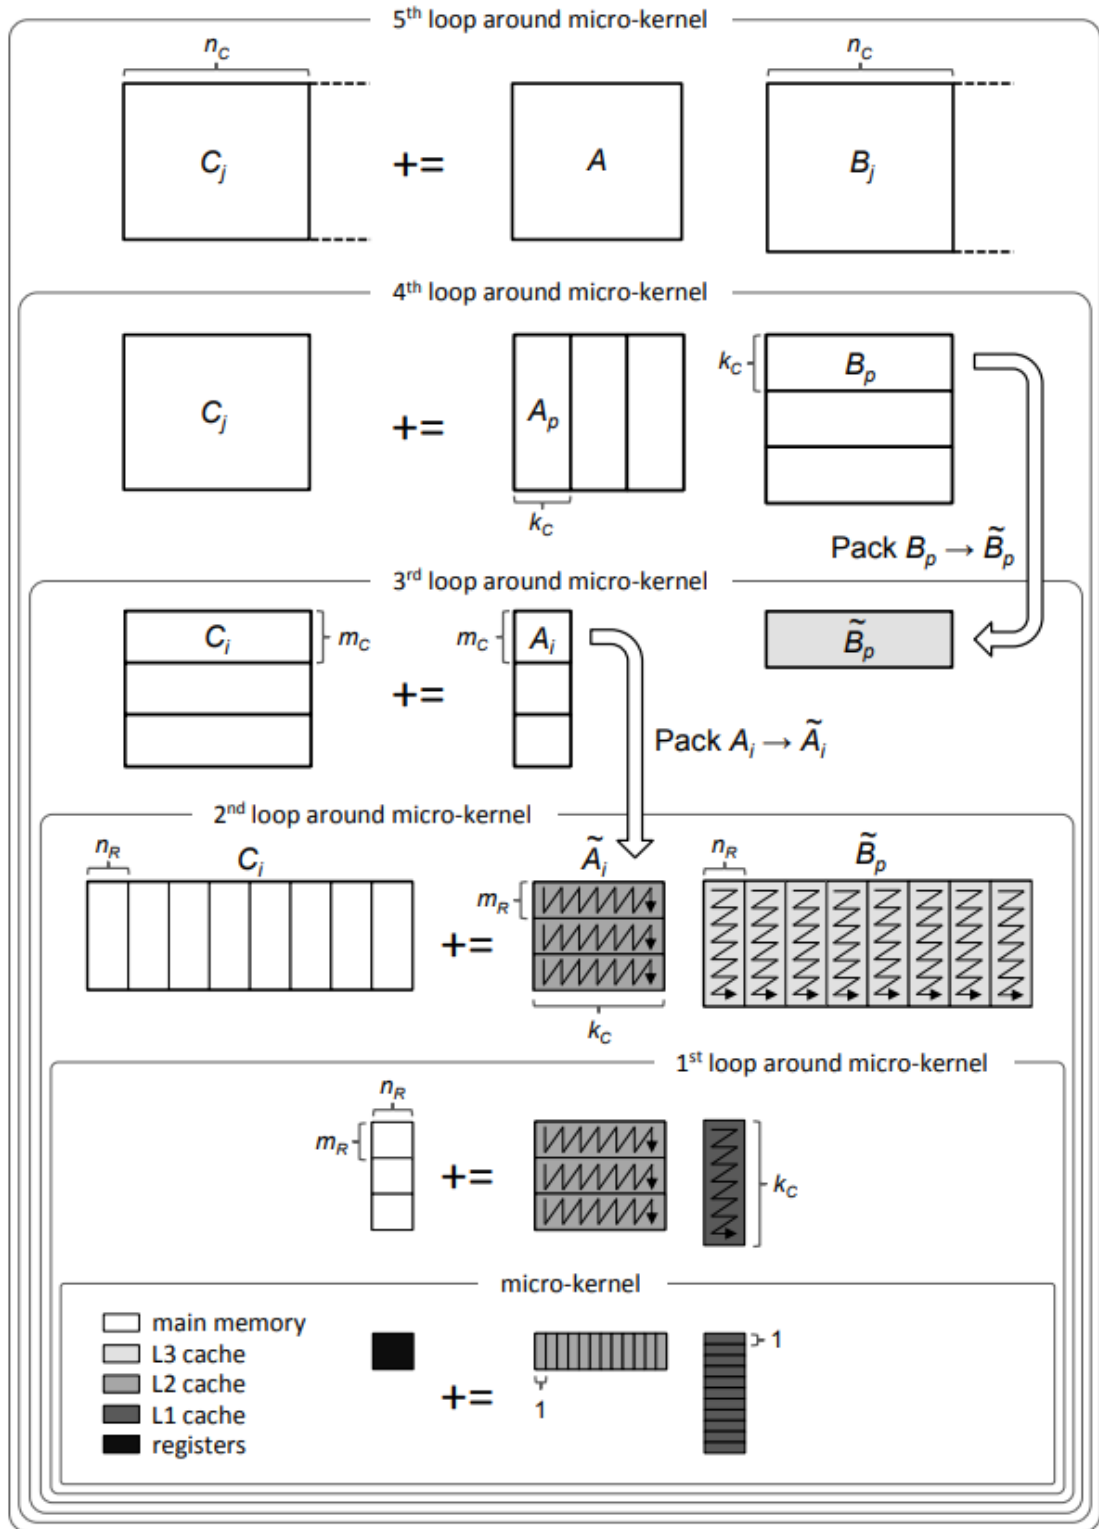 5th loop around micro-kernel
nC nC
Cj += A Bj
4th loop around micro-kernel
Cj += Ap kC Bp
kC
Pack Bp → B̃p
3rd loop around micro-kernel
Ci mC += mC Ai B̃p
Pack Ai → Ãi
2nd loop around micro-kernel
nR Ci Ãi nR B̃p
mR
+=
kC
1st loop around micro-kernel
nR
mR += kC
micro-kernel
main memory
L3 cache
L2 cache
L1 cache
registers
+=
1
1